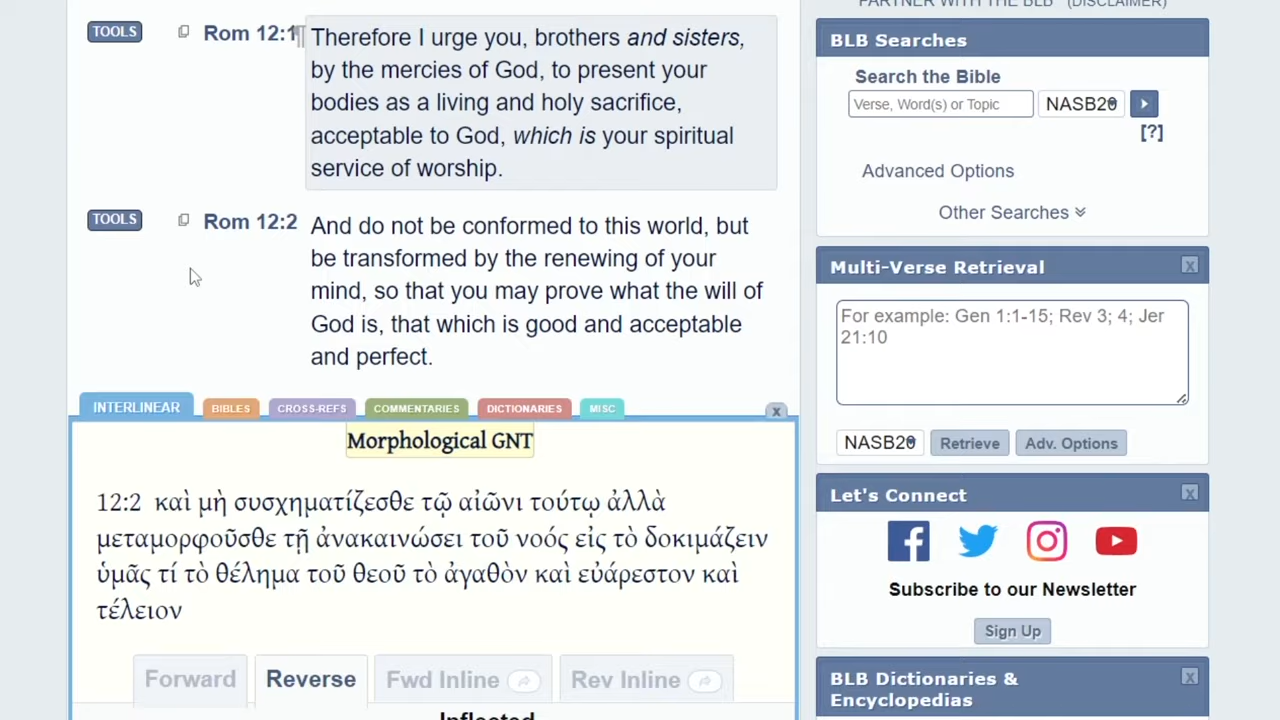 PARTNER WITH THE BLB (DISCLAIMER)
TOOLS
Rom 12:1
¶
Therefore I urge you, brothers and sisters,
by the mercies of God, to present your
bodies as a living and holy sacrifice,
acceptable to God, which is your spiritual
service of worship.
TOOLS
Rom 12:2
And do not be conformed to this world, but
be transformed by the renewing of your
mind, so that you may prove what the will of
God is, that which is good and acceptable
and perfect.
INTERLINEAR BIBLES CROSS-REFS COMMENTARIES DICTIONARIES MISC x
Morphological GNT
12:2 καὶ μὴ συσχηματίζεσθε τῷ αἰῶνι τούτῳ ἀλλὰ
μεταμορφοῦσθε τῇ ἀνακαινώσει τοῦ νοός εἰς τὸ δοκιμάζειν
ὑμᾶς τί τὸ θέλημα τοῦ θεοῦ τὸ ἀγαθὸν καὶ εὐάρεστον καὶ
τέλειον
Forward Reverse Fwd Inline Rev Inline
Inflected
BLB Searches
Search the Bible
Verse, Word(s) or Topic NASB20
[?]
Advanced Options
Other Searches
Multi-Verse Retrieval X
For example: Gen 1:1-15; Rev 3; 4; Jer
21:10
NASB20 Retrieve Adv. Options
Let's Connect X
Subscribe to our Newsletter
Sign Up
BLB Dictionaries & X
Encyclopedias